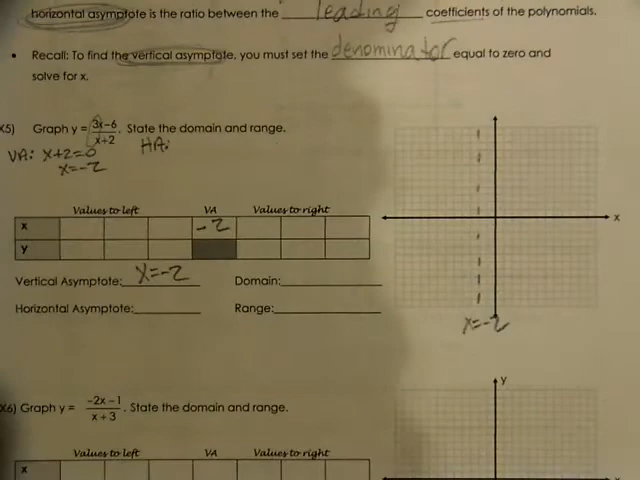 horizontal asymptote is the ratio between the leading coefficients of the polynomials.
• Recall: To find the vertical asymptote, you must set the denominator equal to zero and
solve for x.
X5) Graph y = 3x-6/x+2. State the domain and range.
VA: x+2=0 HA:
x=-2
Values to left VA Values to right
x -2
y
Vertical Asymptote: x=-2 Domain:
Horizontal Asymptote: Range:
x
x=-2
X6) Graph y = -2x-1/x+3. State the domain and range.
y
Values to left VA Values to right
x